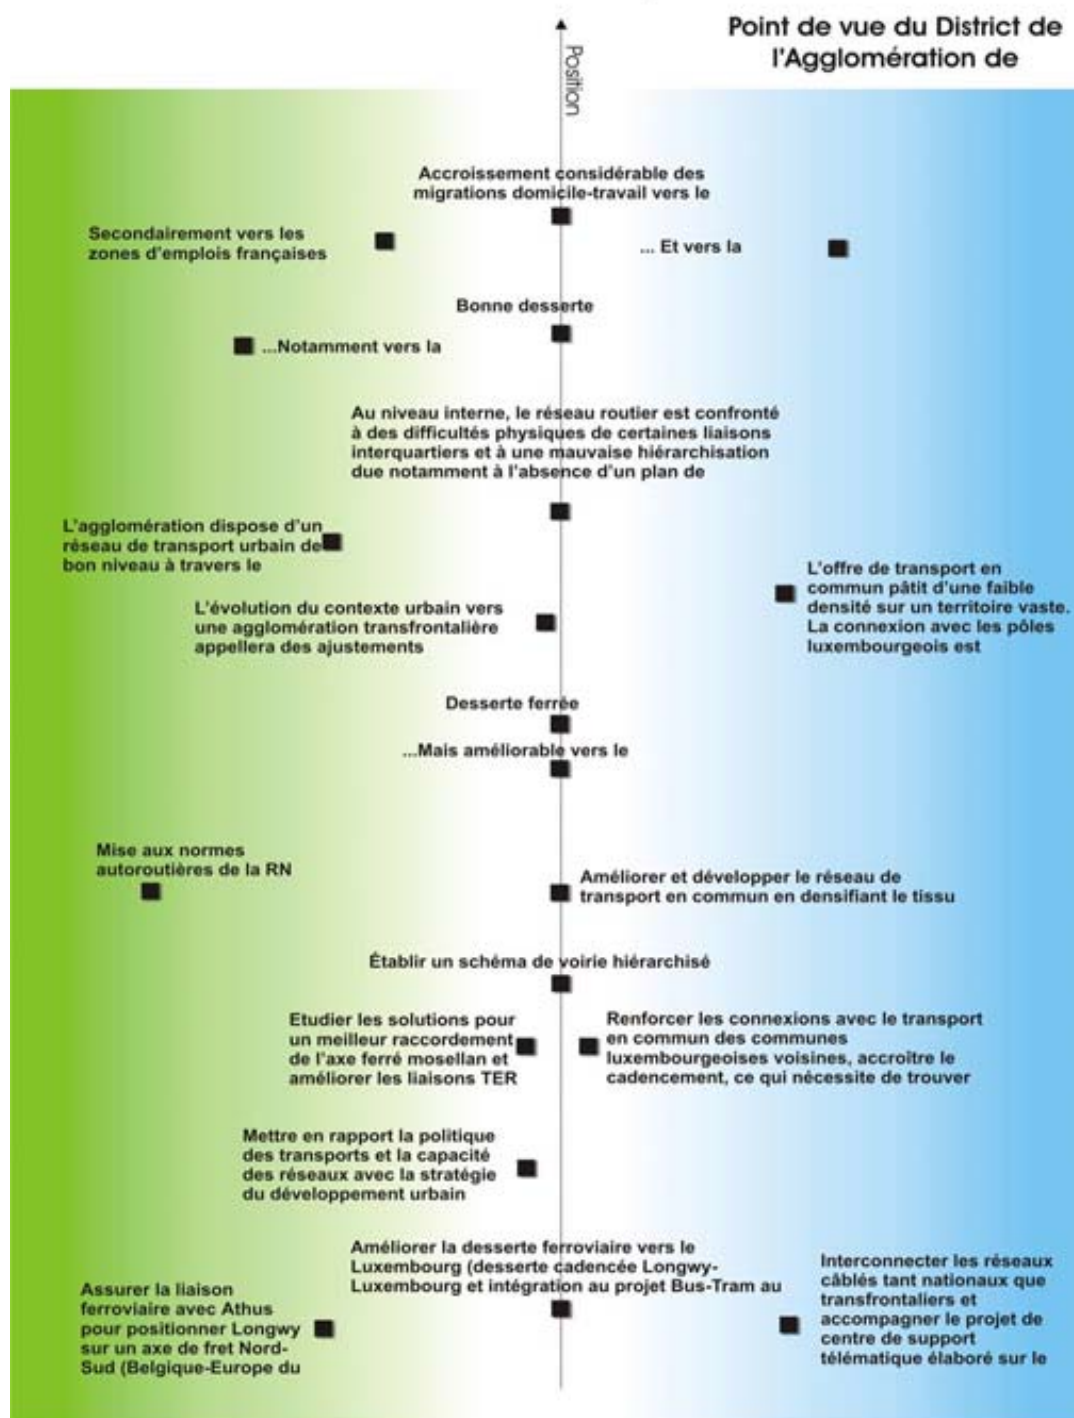 Point de vue du District de
l'Agglomération de
Position
Accroissement considérable des
migrations domicile-travail vers le
Secondairement vers les
zones d'emplois françaises
... Et vers la
Bonne desserte
...Notamment vers la
Au niveau interne, le réseau routier est confronté
à des difficultés physiques de certaines liaisons
interquartiers et à une mauvaise hiérarchisation
due notamment à l'absence d'un plan de
L'agglomération dispose d'un
réseau de transport urbain de
bon niveau à travers le
L'offre de transport en
commun pâtit d'une faible
densité sur un territoire vaste.
La connexion avec les pôles
luxembourgeois est
L'évolution du contexte urbain vers
une agglomération transfrontalière
appellera des ajustements
Desserte ferrée
...Mais améliorable vers le
Mise aux normes
autoroutières de la RN
Améliorer et développer le réseau de
transport en commun en densifiant le tissu
Établir un schéma de voirie hiérarchisé
Etudier les solutions pour
un meilleur raccordement
de l'axe ferré mosellan et
améliorer les liaisons TER
Renforcer les connexions avec le transport
en commun des communes
luxembourgeoises voisines, accroître le
cadencement, ce qui nécessite de trouver
Mettre en rapport la politique
des transports et la capacité
des réseaux avec la stratégie
du développement urbain
Améliorer la desserte ferroviaire vers le
Luxembourg (desserte cadencée Longwy-
Luxembourg et intégration au projet Bus-Tram au
Assurer la liaison
ferroviaire avec Athus
pour positionner Longwy
sur un axe de fret Nord-
Sud (Belgique-Europe du
Interconnecter les réseaux
câblés tant nationaux que
transfrontaliers et
accompagner le projet de
centre de support
télématique élaboré sur le